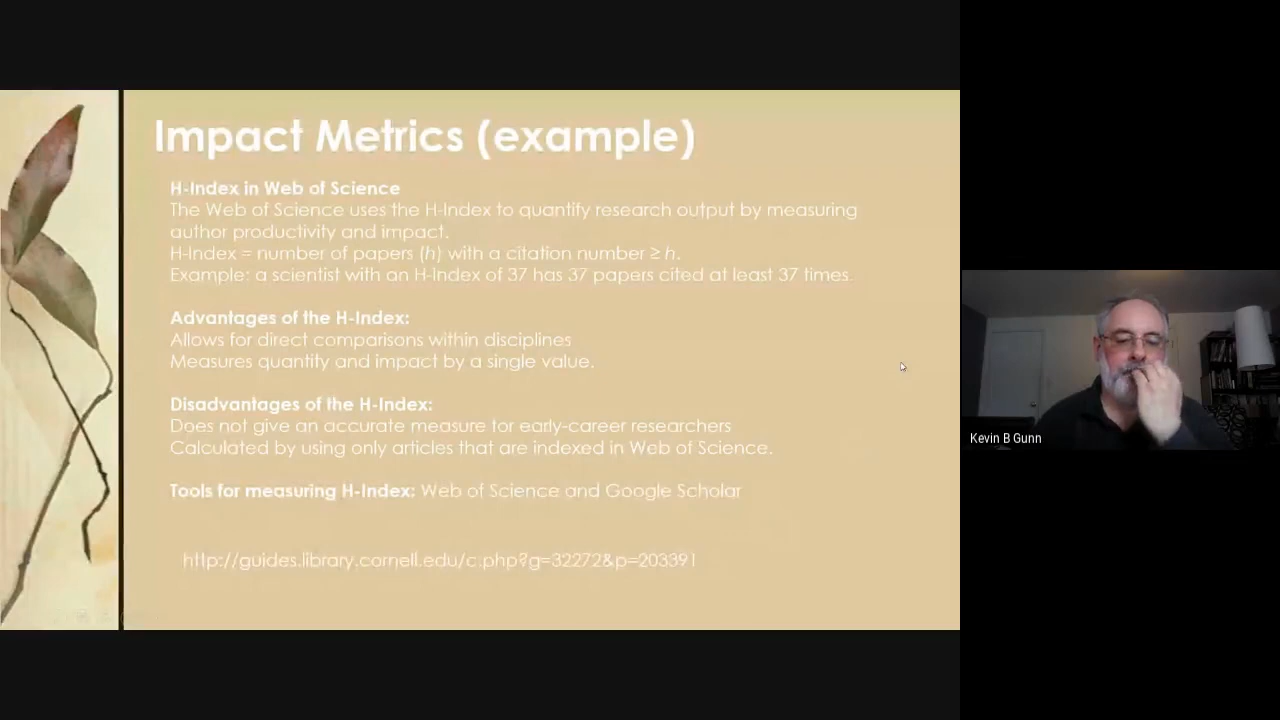 Impact Metrics (example)
H-Index in Web of Science
The Web of Science uses the H-Index to quantify research output by measuring
author productivity and impact.
H-Index = number of papers (h) with a citation number ≥ h.
Example: a scientist with an H-Index of 37 has 37 papers cited at least 37 times.
Advantages of the H-Index:
Allows for direct comparisons within disciplines
Measures quantity and impact by a single value.
Disadvantages of the H-Index:
Does not give an accurate measure for early-career researchers
Calculated by using only articles that are indexed in Web of Science.
Tools for measuring H-Index: Web of Science and Google Scholar
http://guides.library.cornell.edu/c.php?g=32272&p=203391
Kevin B Gunn